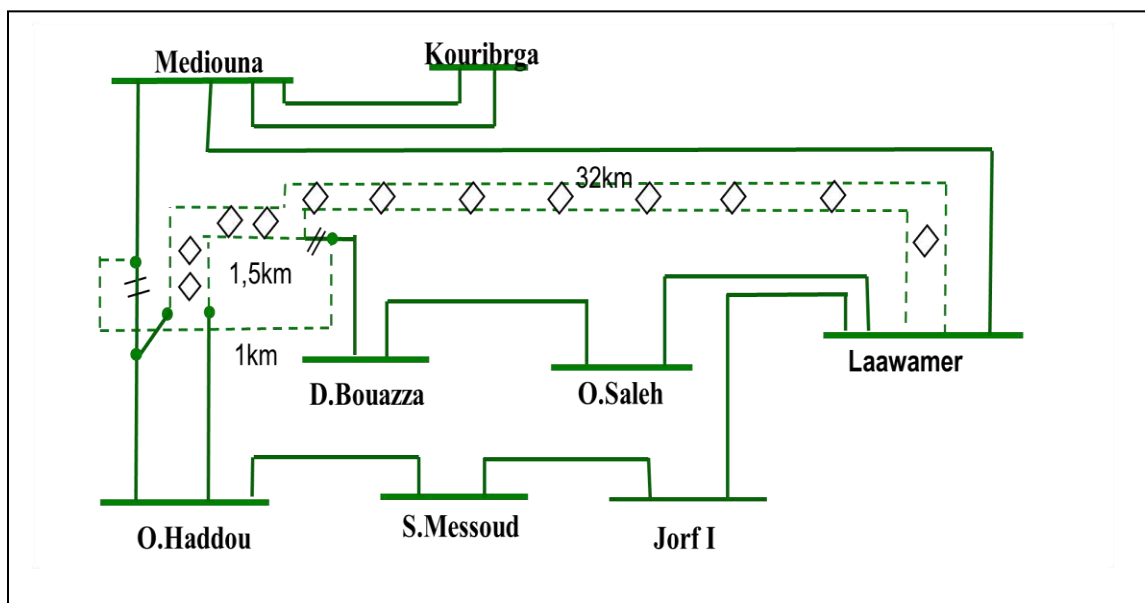 Mediouna
Kouribrga
32km
1,5km
1km
D.Bouazza
O.Saleh
Laawamer
O.Haddou
S.Messoud
Jorf I